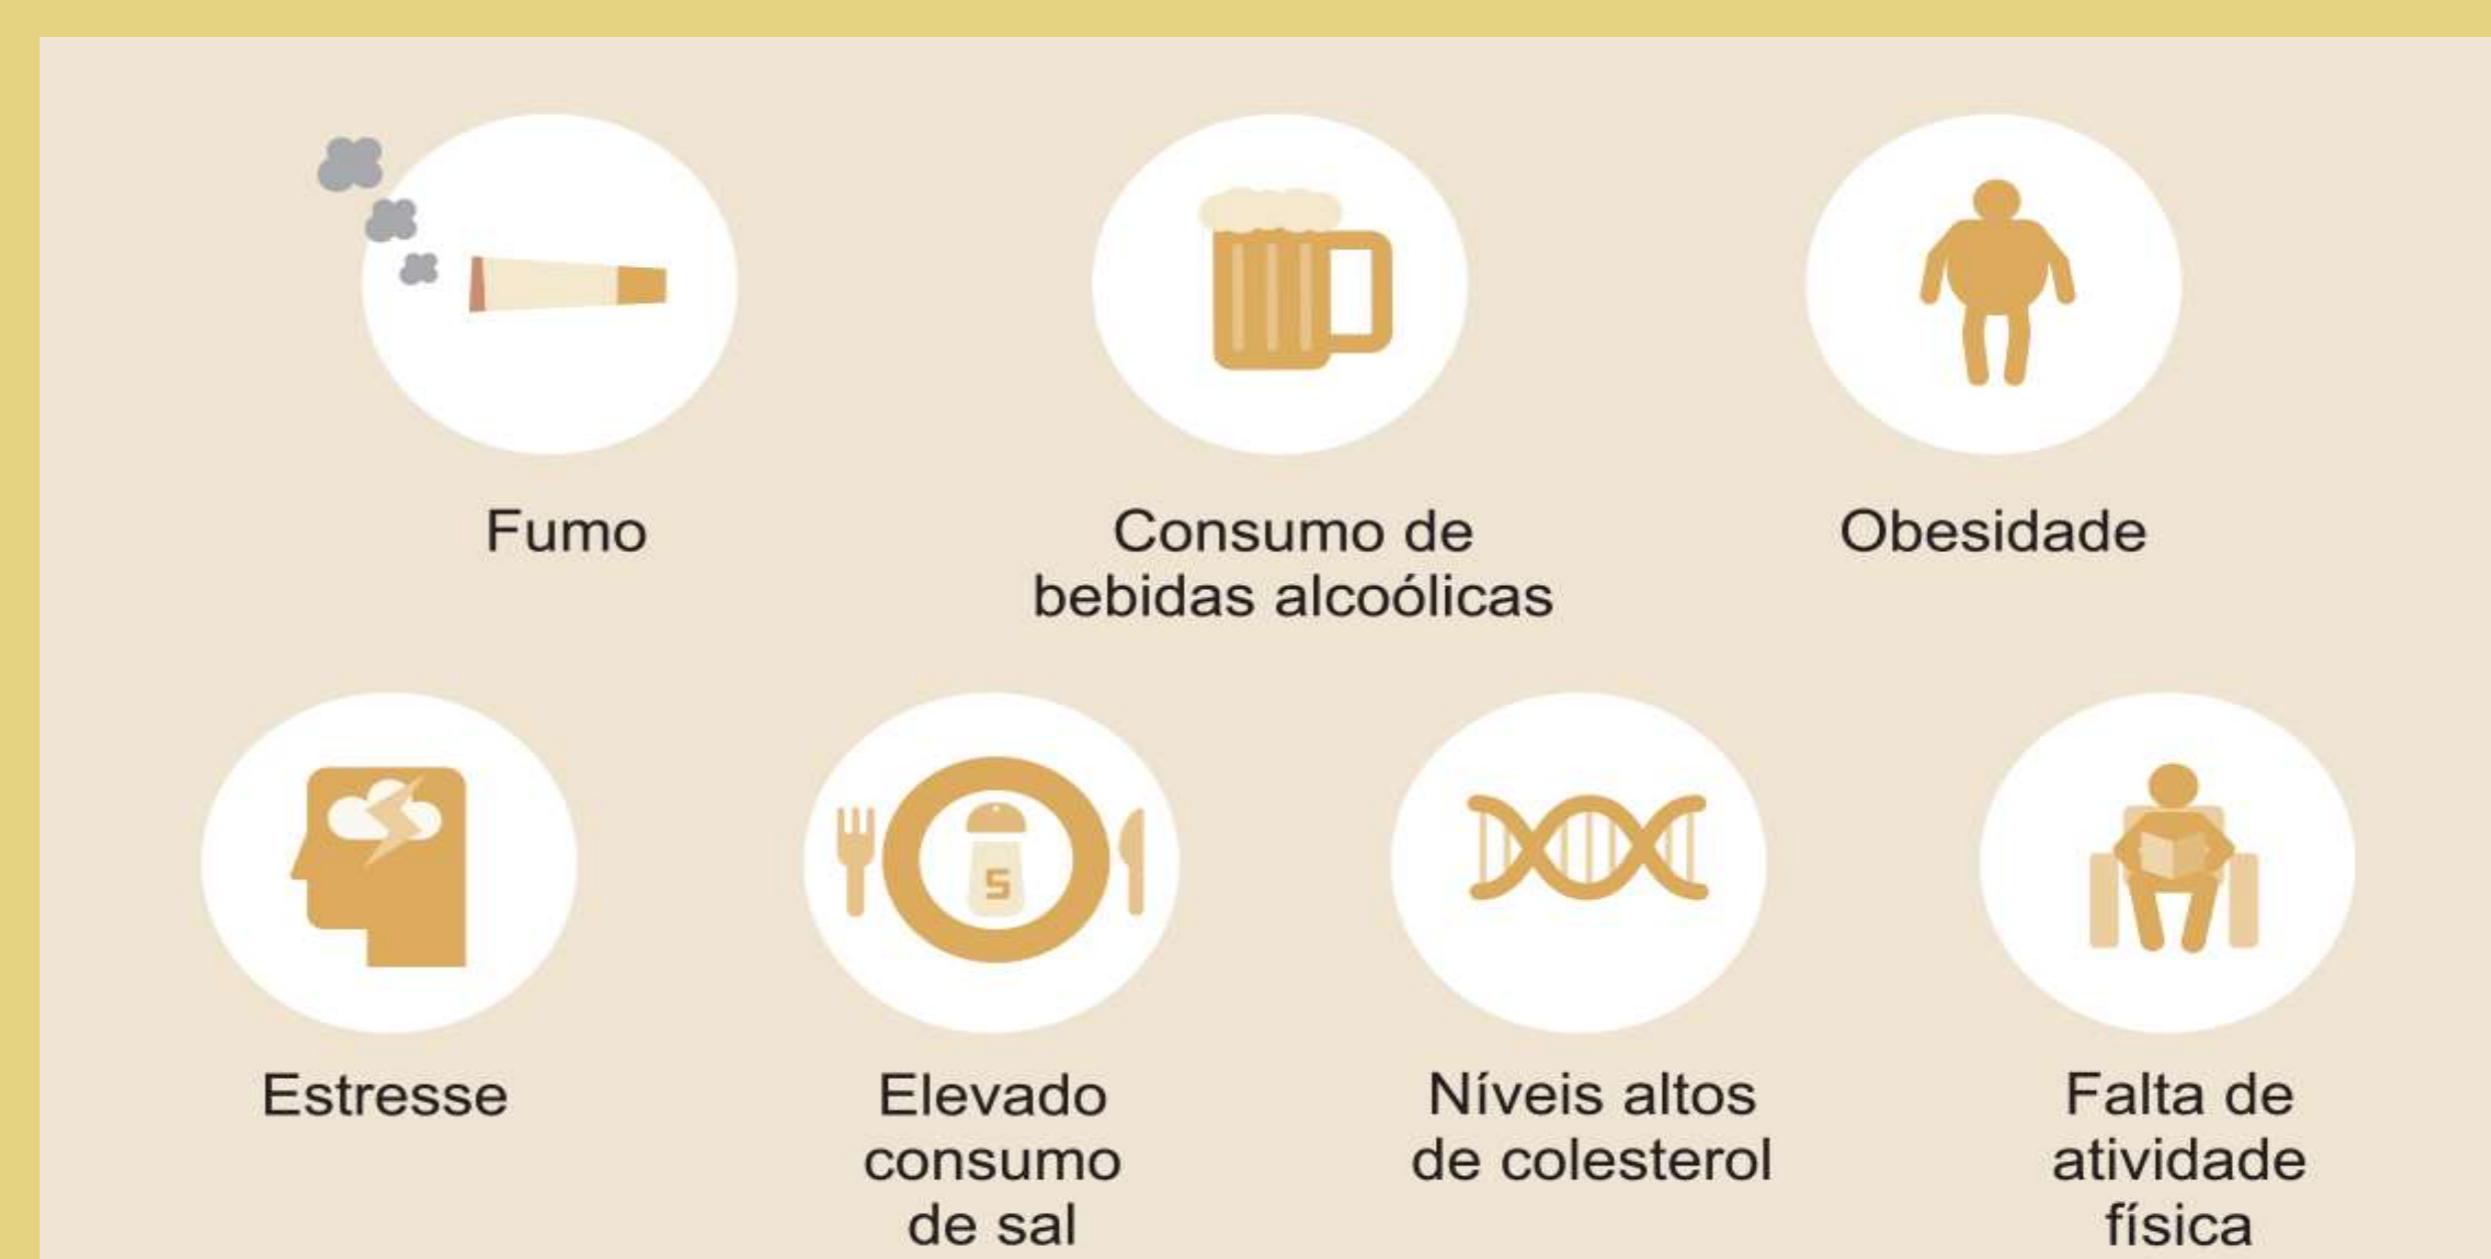 Fumo
Consumo de
bebidas alcoólicas
Obesidade
S
Estresse
Elevado
consumo
de sal
Níveis altos
de colesterol
Falta de
atividade
física